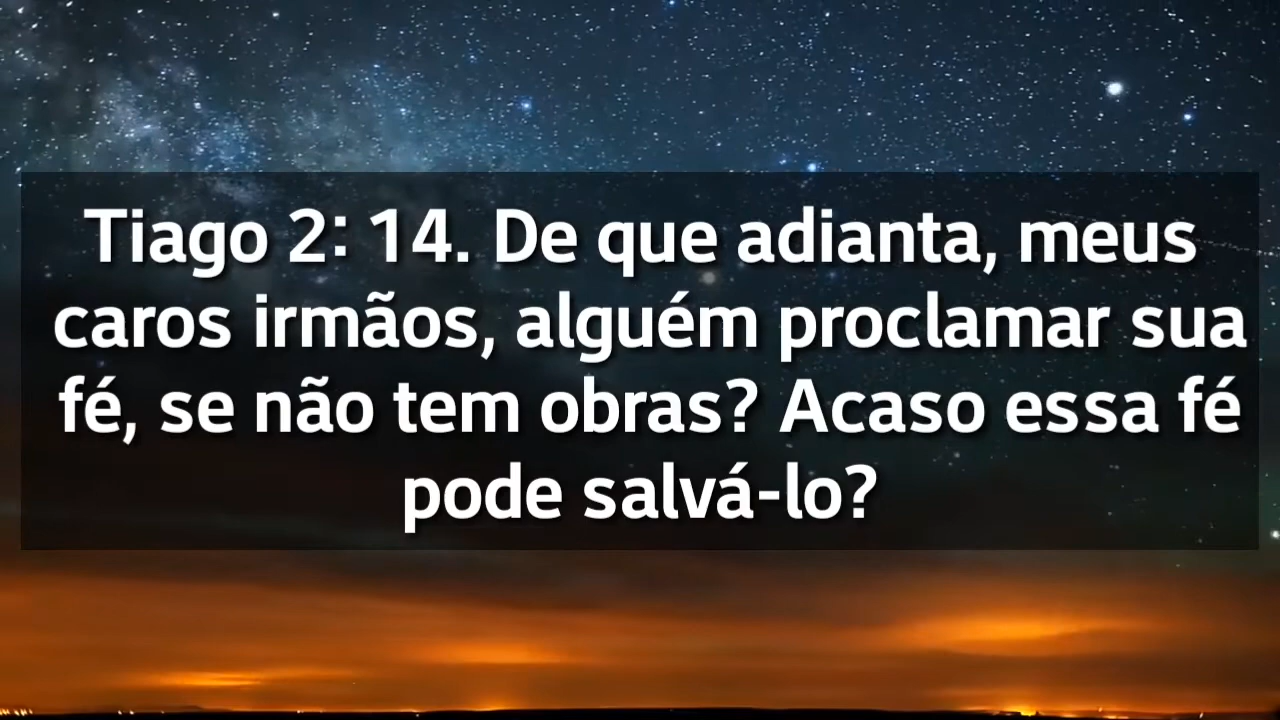 Tiago 2: 14. De que adianta, meus
caros irmãos, alguém proclamar sua
fé, se não tem obras? Acaso essa fé
pode salvá-lo?